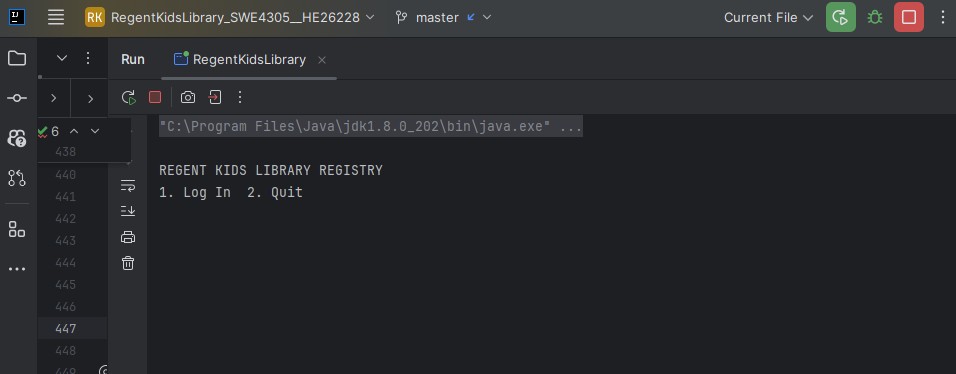 RK RegentKidsLibrary_SWE4305__HE26228 master Current File
Run RegentKidsLibrary
"C:\Program Files\Java\jdk1.8.0_202\bin\java.exe" ...
6
438
REGENT KIDS LIBRARY REGISTRY
440
1. Log In 2. Quit
441
442
443
444
445
446
447
448
449